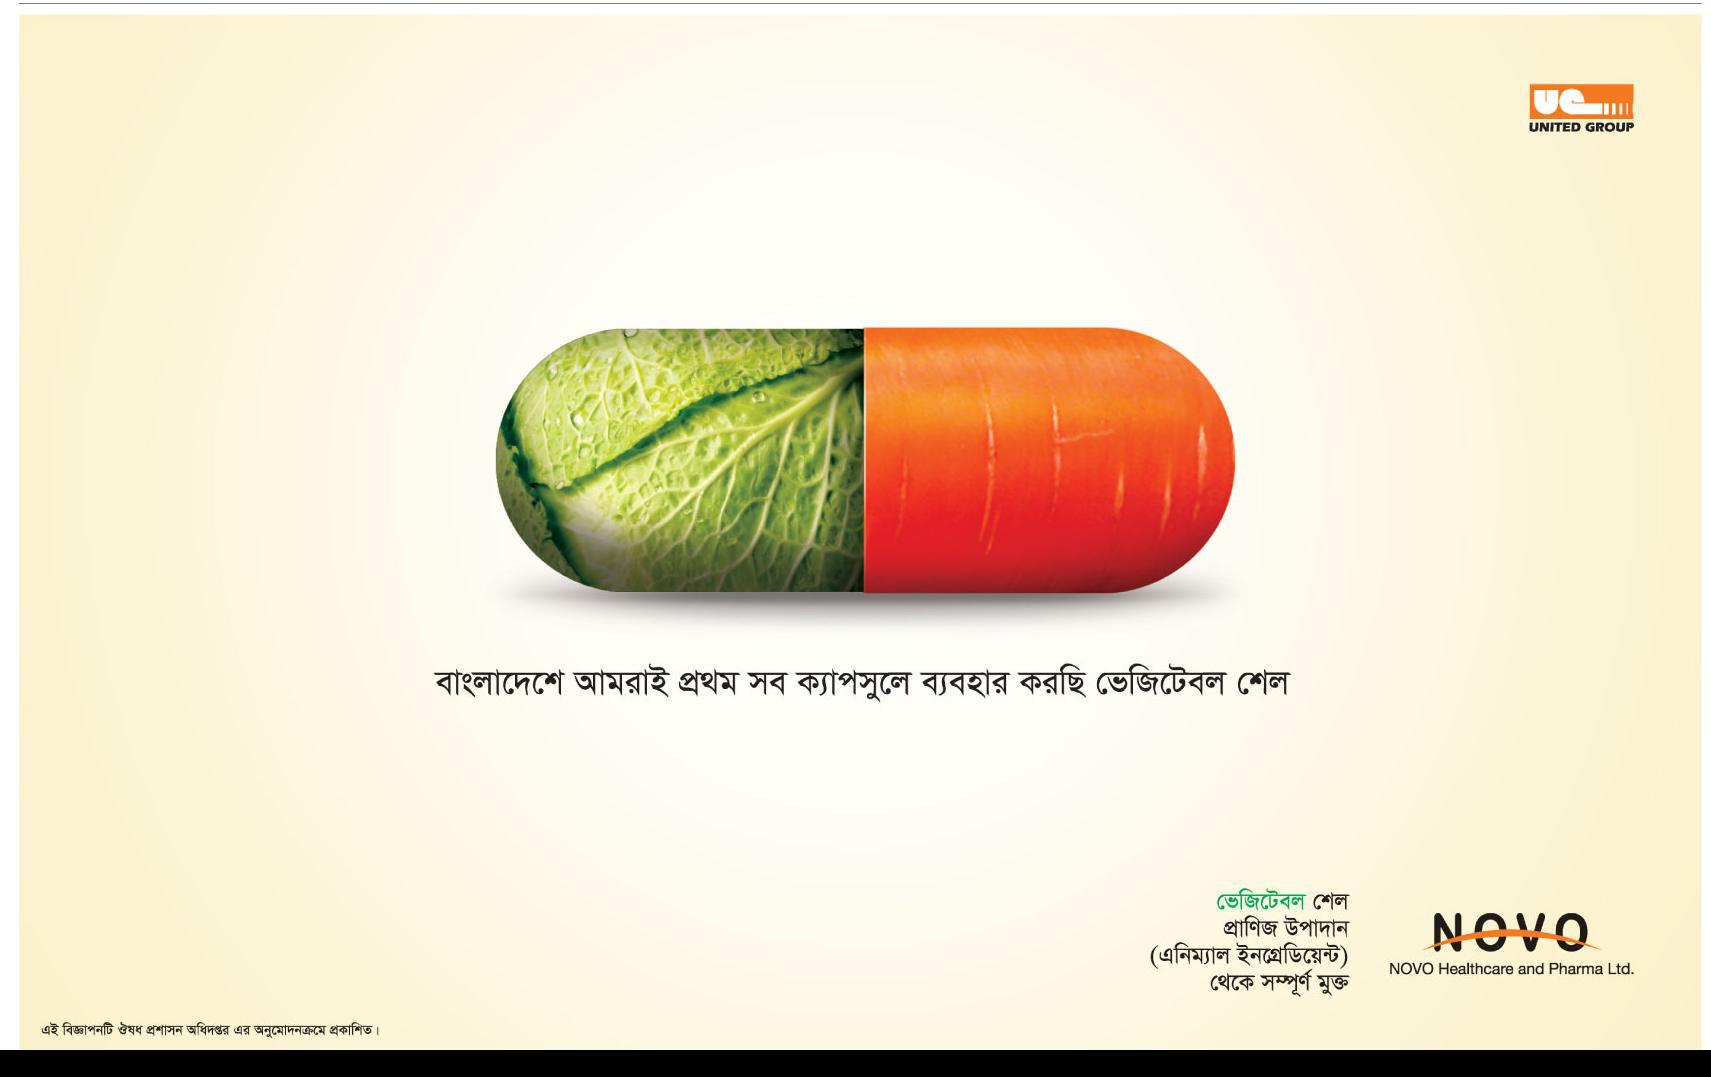 UG
UNITED GROUP
বাংলাদেশে আমরাই প্রথম সব ক্যাপসুলে ব্যবহার করছি ভেজিটেবল শেল
ভেজিটেবল শেল
প্রাণিজ উপাদান
(এনিম্যাল ইনগ্রেডিয়েন্ট)
থেকে সম্পূর্ণ মুক্ত
NOVO
NOVO Healthcare and Pharma Ltd.
এই বিজ্ঞাপনটি ঔষধ প্রশাসন অধিদপ্তর এর অনুমোদনক্রমে প্রকাশিত।